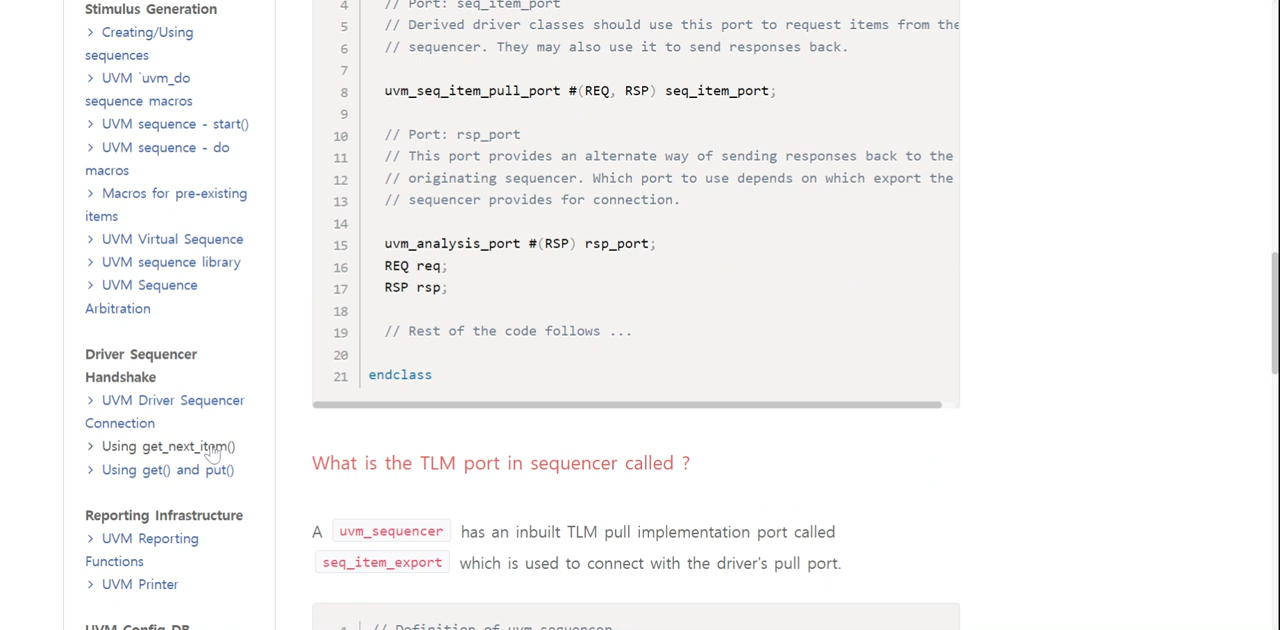 Stimulus Generation
> Creating/Using
sequences
> UVM `uvm_do
sequence macros
> UVM sequence - start()
> UVM sequence - do
macros
> Macros for pre-existing
items
> UVM Virtual Sequence
> UVM sequence library
> UVM Sequence
Arbitration
Driver Sequencer
Handshake
> UVM Driver Sequencer
Connection
> Using get_next_item()
> Using get() and put()
Reporting Infrastructure
> UVM Reporting
Functions
> UVM Printer
UVM Config DB
4 // Port: seq_item_port
5 // Derived driver classes should use this port to request items from the
6 // sequencer. They may also use it to send responses back.
7
8 uvm_seq_item_pull_port #(REQ, RSP) seq_item_port;
9
10 // Port: rsp_port
11 // This port provides an alternate way of sending responses back to the
12 // originating sequencer. Which port to use depends on which export the
13 // sequencer provides for connection.
14
15 uvm_analysis_port #(RSP) rsp_port;
16 REQ req;
17 RSP rsp;
18
19 // Rest of the code follows ...
20
21 endclass
What is the TLM port in sequencer called ?
A uvm_sequencer has an inbuilt TLM pull implementation port called
seq_item_export which is used to connect with the driver's pull port.
1 // Definition of uvm_sequencer